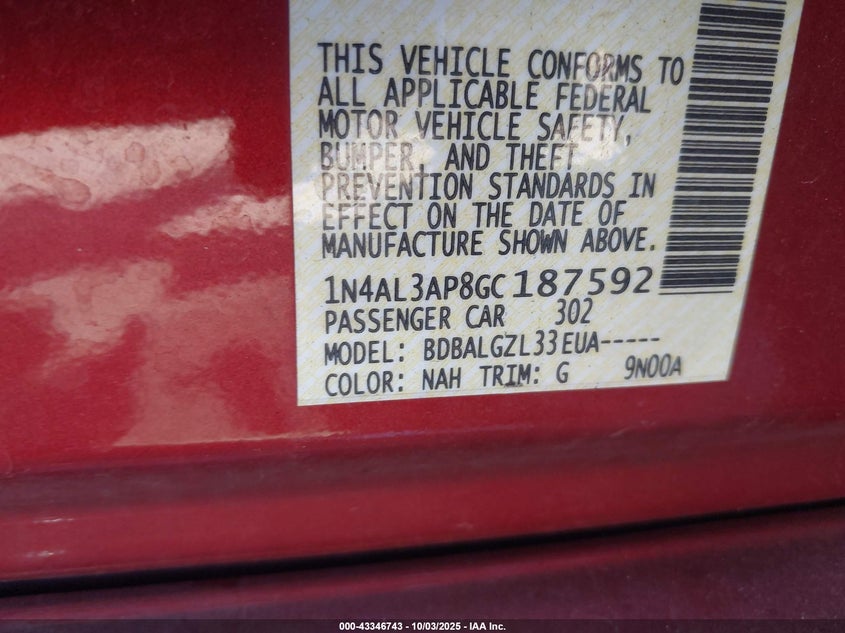 THIS VEHICLE CONFORMS TO
ALL APPLICABLE FEDERAL
MOTOR VEHICLE SAFETY,
BUMPER, AND THEFT
PREVENTION STANDARDS IN
EFFECT ON THE DATE OF
MANUFACTURE SHOWN ABOVE.
1N4AL3AP8GC187592
PASSENGER CAR 302
MODEL: BDBALGZL33EUA-----
COLOR: NAH TRIM: G 9N00A
000-43346743 | 10/03/2025 | IAA Inc.